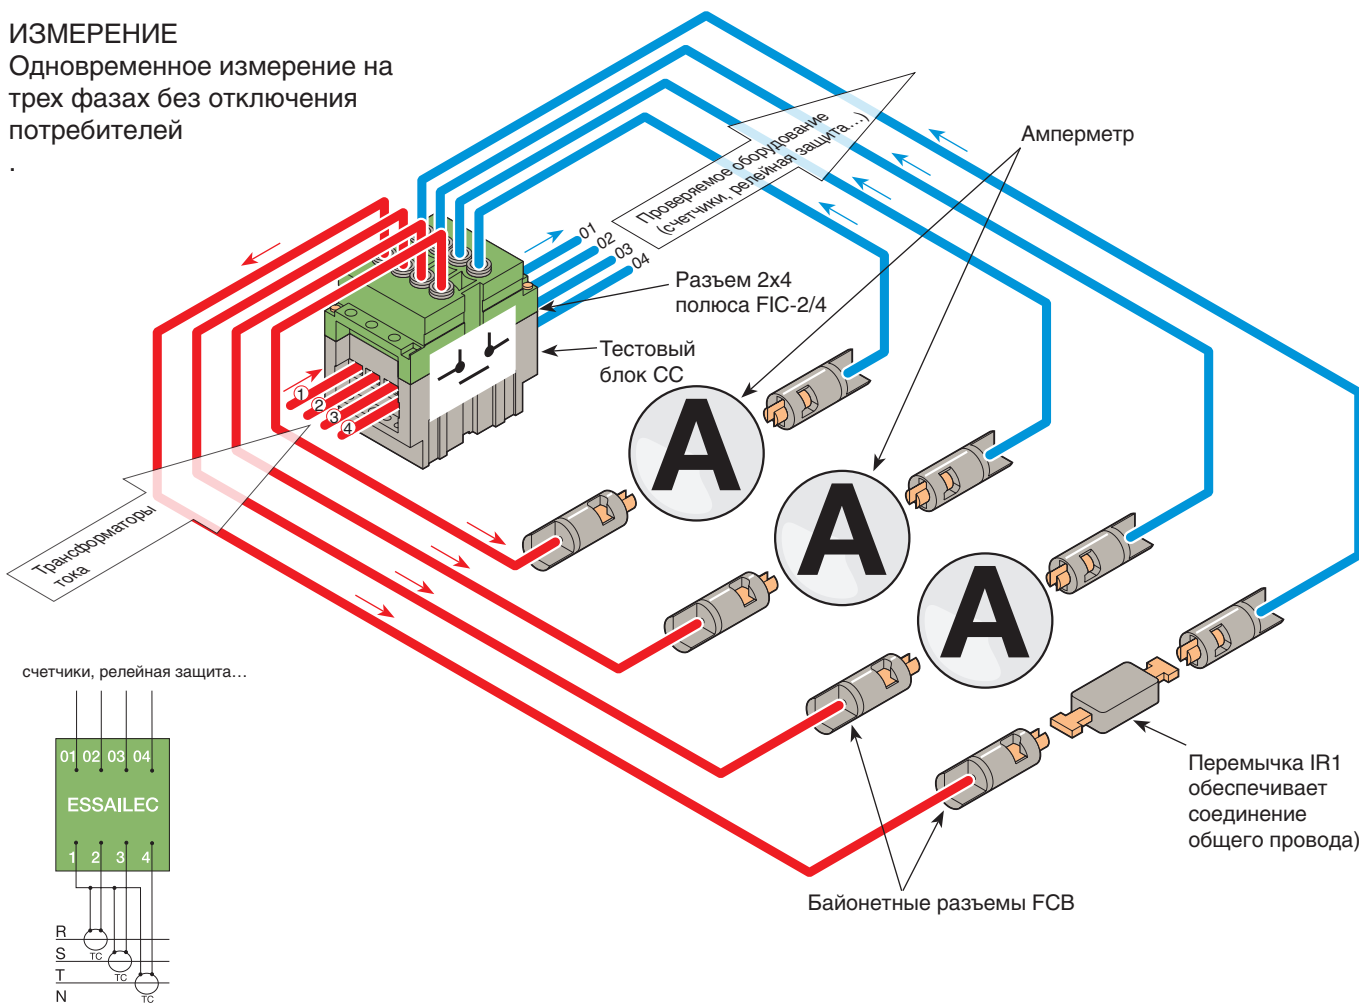 ИЗМЕРЕНИЕ
Одновременное измерение на
трех фазах без отключения
потребителей
.
Амперметр
Проверяемое оборудование
(счетчики, релейная защита...)
01
02
03
04
Разъем 2x4
полюса FIC-2/4
Тестовый
блок CC
1
2
3
4
A
A
A
Трансформаторы
тока
счетчики, релейная защита...
01 02 03 04
ESSAILEC
1 2 3 4
R
TC
S
TC
T
N
TC
Перемычка IR1
обеспечивает
соединение
общего провода)
Байонетные разъемы FCB